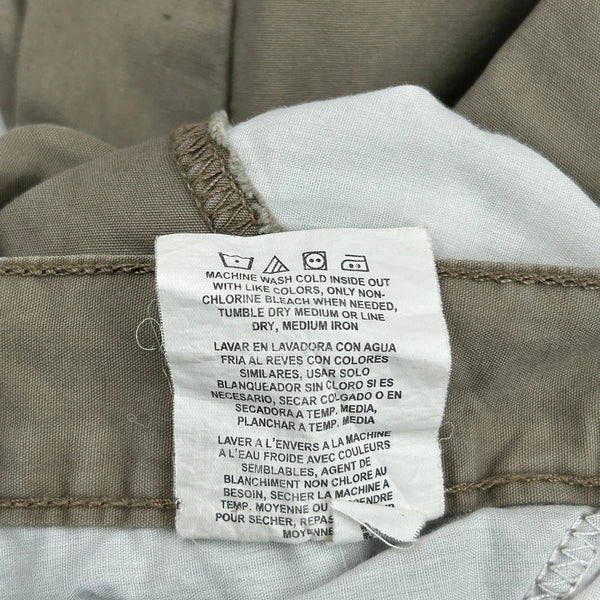 MACHINE WASH COLD INSIDE OUT
WITH LIKE COLORS, ONLY NON-
CHLORINE BLEACH WHEN NEEDED,
TUMBLE DRY MEDIUM OR LINE
DRY, MEDIUM IRON
LAVAR EN LAVADORA CON AGUA
FRIA AL REVES CON COLORES
SIMILARES, USAR SOLO
BLANQUEADOR SIN CLORO SI ES
NECESARIO, SECAR COLGADO O EN
SECADORA A TEMP. MEDIA,
PLANCHAR A TEMP. MEDIA
LAVER A L'ENVERS A LA MACHINE
A L'EAU FROIDE AVEC COULEURS
SEMBLABLES, AGENT DE
BLANCHIMENT NON CHLORE AU
BESOIN, SECHER LA MACHINE A
TEMP. MOYENNE OU
POUR SECHER,
MOYENNE